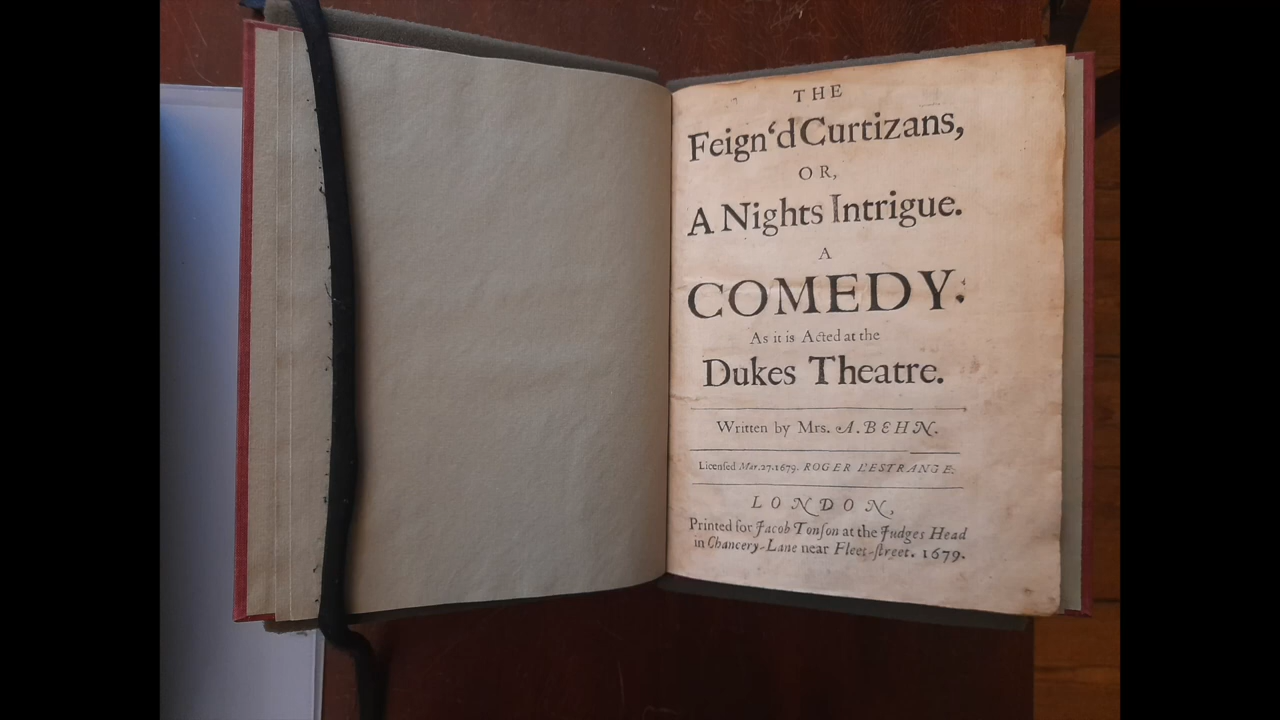 THE
Feign‘d Curtizans,
OR,
A Nights Intrigue.
A
COMEDY:
As it is Acted at the
Dukes Theatre.
Written by Mrs. A. BEHN.
Licenſed Mar. 27. 1679. ROGER L'ESTRANGE.
LONDON,
Printed for Jacob Tonſon at the Judges Head
in Chancery-Lane near Fleet-ſtreet. 1679.